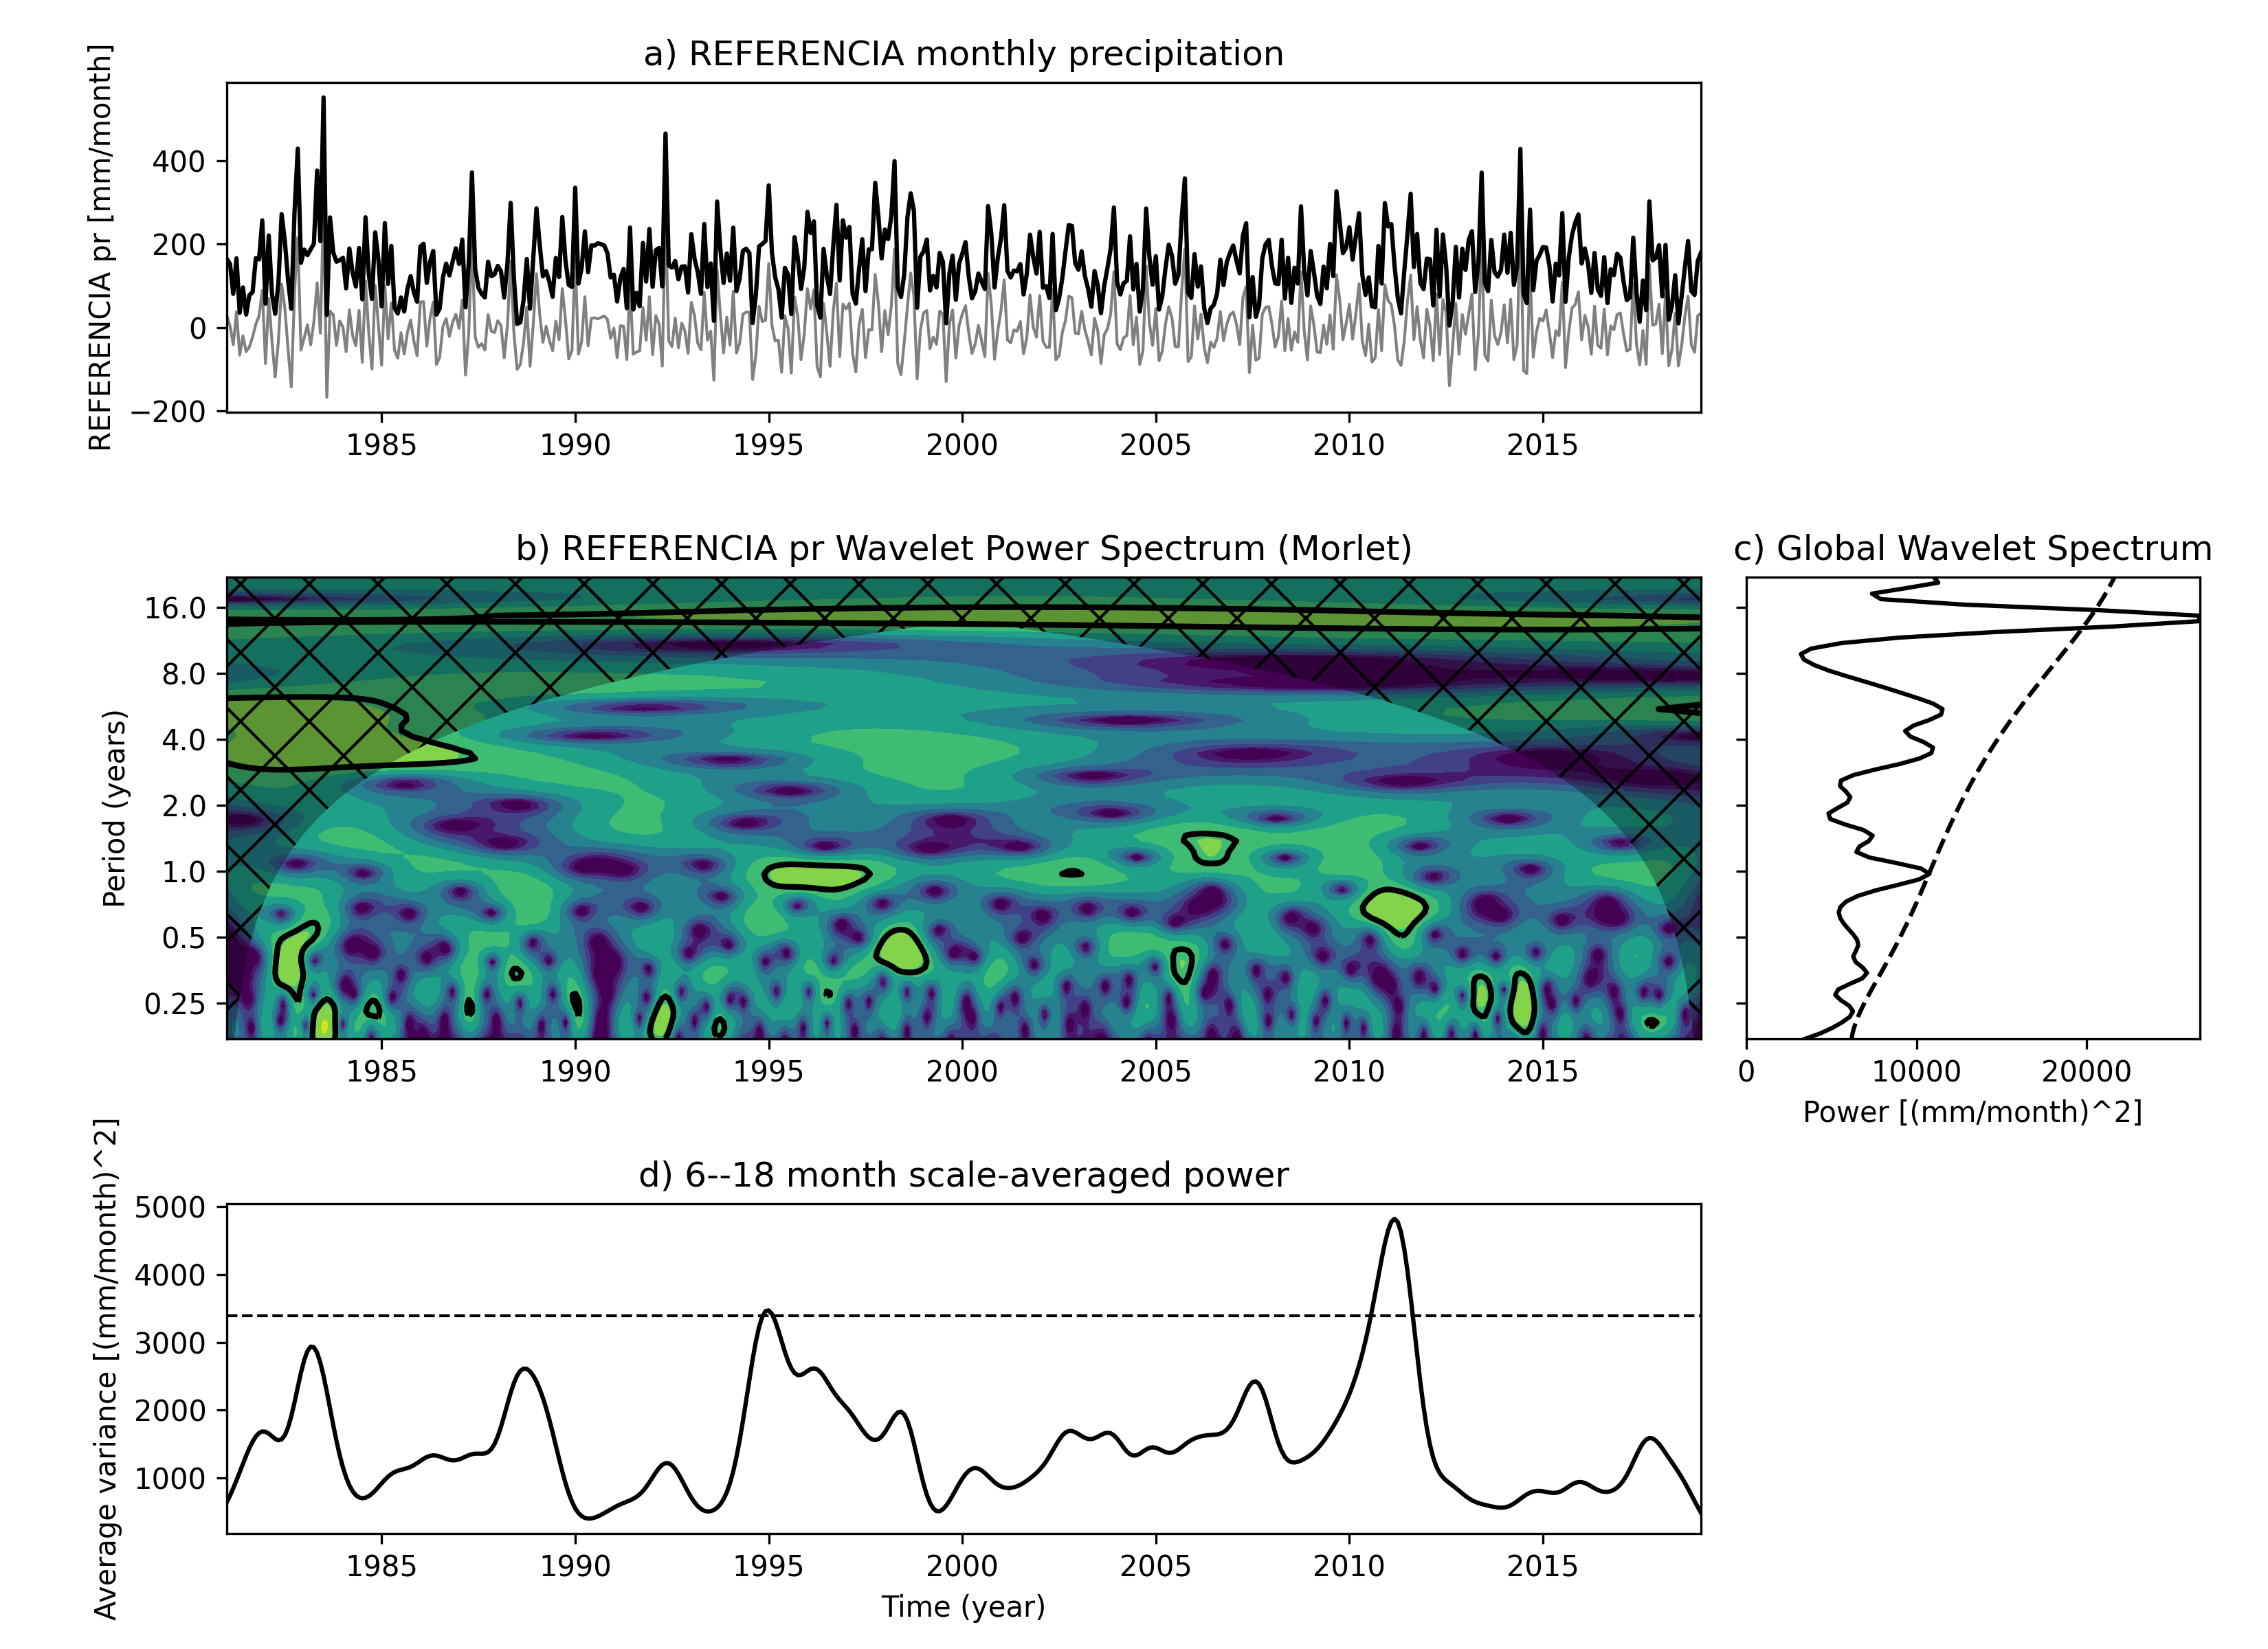 a) REFERENCIA monthly precipitation
REFERENCIA pr [mm/month]
400
200
0
−200
1985 1990 1995 2000 2005 2010 2015
b) REFERENCIA pr Wavelet Power Spectrum (Morlet)
Period (years)
16.0
8.0
4.0
2.0
1.0
0.5
0.25
1985 1990 1995 2000 2005 2010 2015
c) Global Wavelet Spectrum
0 10000 20000
Power [(mm/month)^2]
d) 6--18 month scale-averaged power
Average variance [(mm/month)^2]
5000
4000
3000
2000
1000
1985 1990 1995 2000 2005 2010 2015
Time (year)